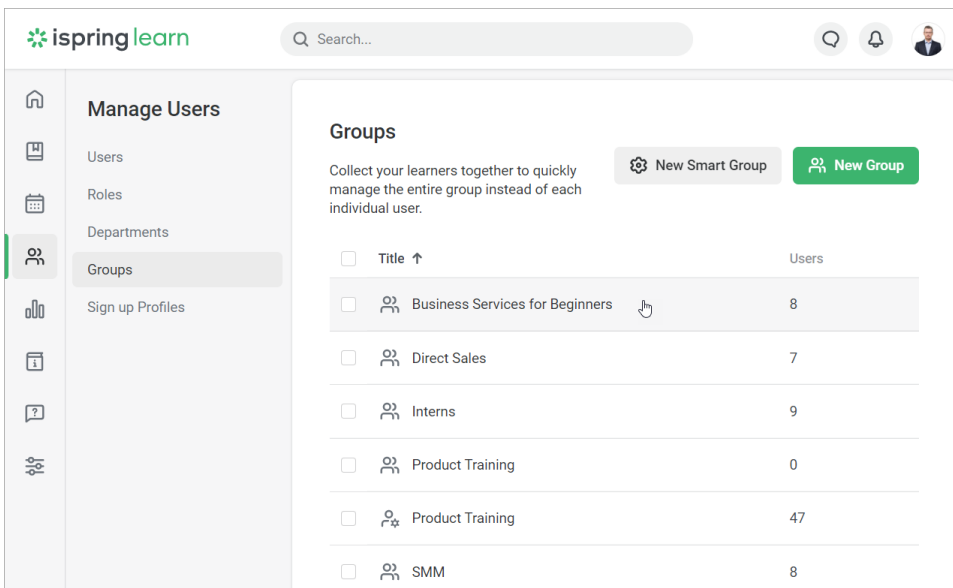 ispring learn
Search...
Manage Users
Users
Roles
Departments
Groups
Sign up Profiles
Groups
Collect your learners together to quickly
manage the entire group instead of each
individual user.
New Smart Group
New Group
Title Users
Business Services for Beginners 8
Direct Sales 7
Interns 9
Product Training 0
Product Training 47
SMM 8